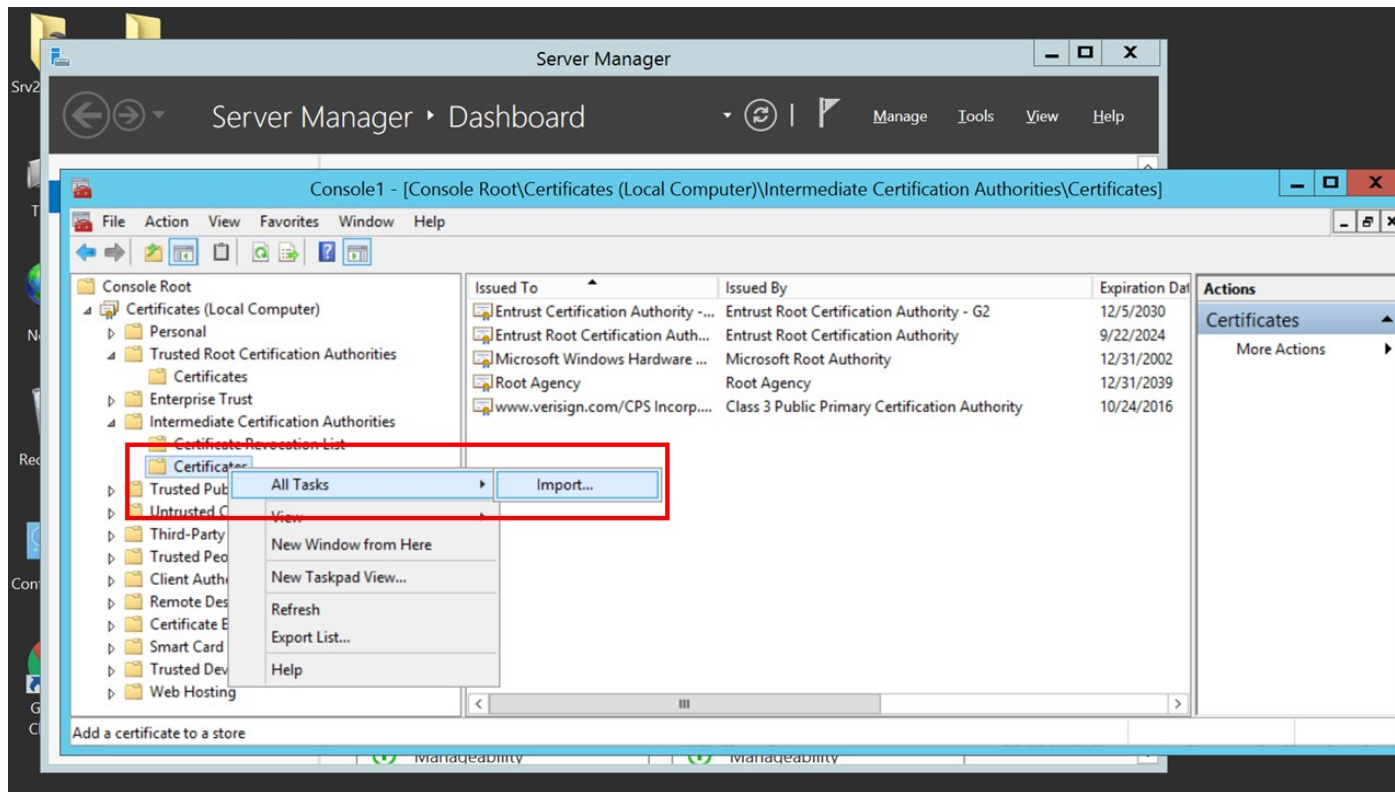 Srv2
Server Manager
Server Manager • Dashboard
Manage Tools View Help
Console1 - [Console Root\Certificates (Local Computer)\Intermediate Certification Authorities\Certificates]
File Action View Favorites Window Help
Console Root
Certificates (Local Computer)
Personal
Trusted Root Certification Authorities
Certificates
Enterprise Trust
Intermediate Certification Authorities
Certificate Revocation List
Certificates
Trusted Pub
Untrusted C
Third-Party
Trusted Peo
Client Auth
Remote Des
Certificate E
Smart Card
Trusted Dev
Web Hosting
All Tasks
View
New Window from Here
New Taskpad View...
Refresh
Export List...
Help
Import...
Issued To Issued By Expiration Dat
Entrust Certification Authority -... Entrust Root Certification Authority - G2 12/5/2030
Entrust Root Certification Auth... Entrust Root Certification Authority 9/22/2024
Microsoft Windows Hardware ... Microsoft Root Authority 12/31/2002
Root Agency Root Agency 12/31/2039
www.verisign.com/CPS Incorp.... Class 3 Public Primary Certification Authority 10/24/2016
Actions
Certificates
More Actions
Add a certificate to a store
Manageability Manageability
Rec